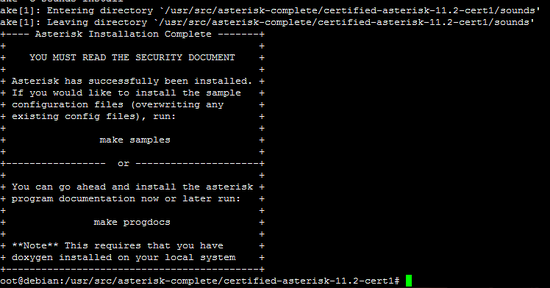 ake[1]: Entering directory `/usr/src/asterisk-complete/certified-asterisk-11.2-cert1/sounds'
ake[1]: Leaving directory `/usr/src/asterisk-complete/certified-asterisk-11.2-cert1/sounds'
+---- Asterisk Installation Complete -------+
+                                           +
+    YOU MUST READ THE SECURITY DOCUMENT    +
+                                           +
+ Asterisk has successfully been installed. +
+ If you would like to install the sample   +
+ configuration files (overwriting any      +
+ existing config files), run:              +
+                                           +
+               make samples                +
+                                           +
+-----------------  or ---------------------+
+                                           +
+ You can go ahead and install the asterisk +
+ program documentation now or later run:   +
+                                           +
+              make progdocs                +
+                                           +
+ **Note** This requires that you have      +
+ doxygen installed on your local system    +
+-------------------------------------------+
oot@debian:/usr/src/asterisk-complete/certified-asterisk-11.2-cert1#